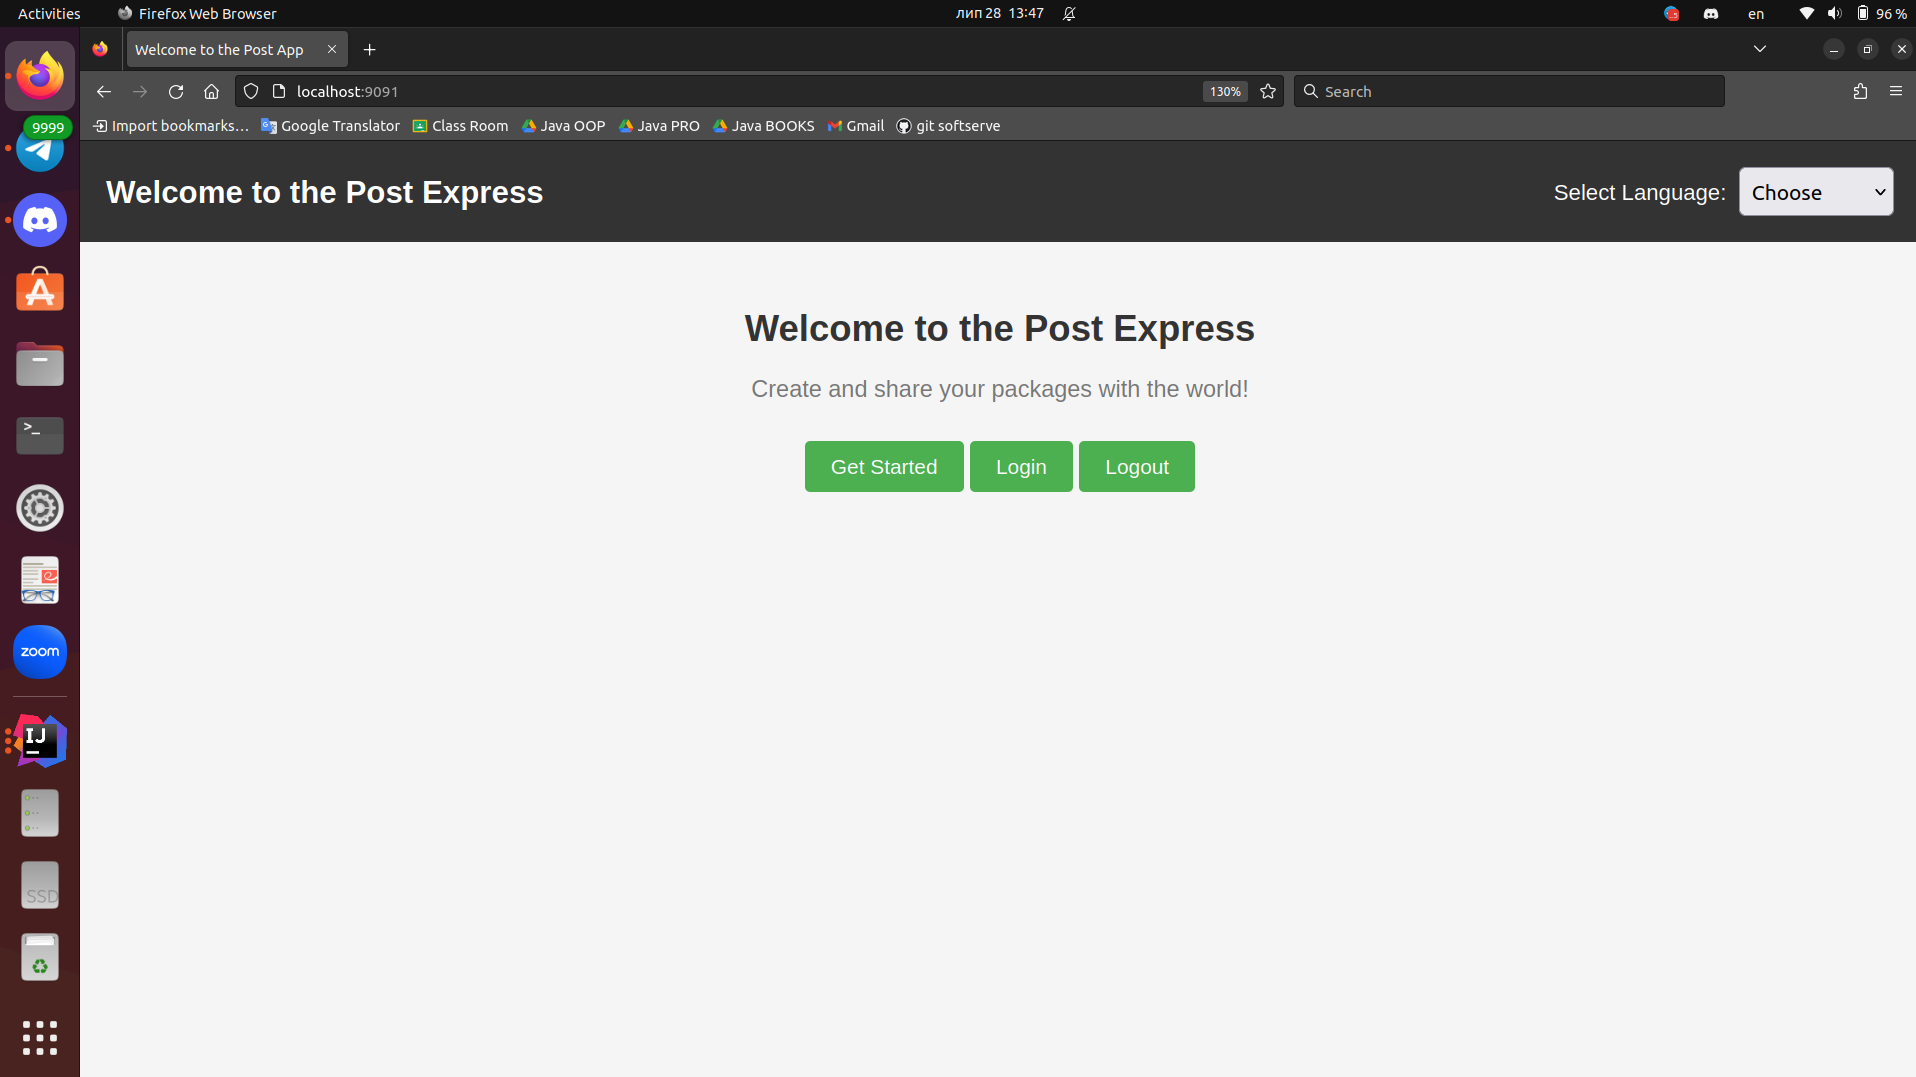 Activities Firefox Web Browser лип 28 13:47 en 96 %
Welcome to the Post App
localhost:9091 130% Search
Import bookmarks… Google Translator Class Room Java OOP Java PRO Java BOOKS Gmail git softserve
9999
Welcome to the Post Express Select Language: Choose
Welcome to the Post Express
Create and share your packages with the world!
Get Started Login Logout
>_
zoom
IJ
SSD